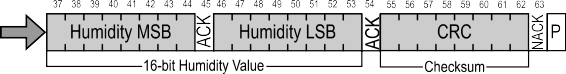 37 38 39 40 41 42 43 44 45 46 47 48 49 50 51 52 53 54 55 56 57 58 59 60 61 62 63
Humidity MSB ACK Humidity LSB ACK CRC NACK P
16-bit Humidity Value Checksum